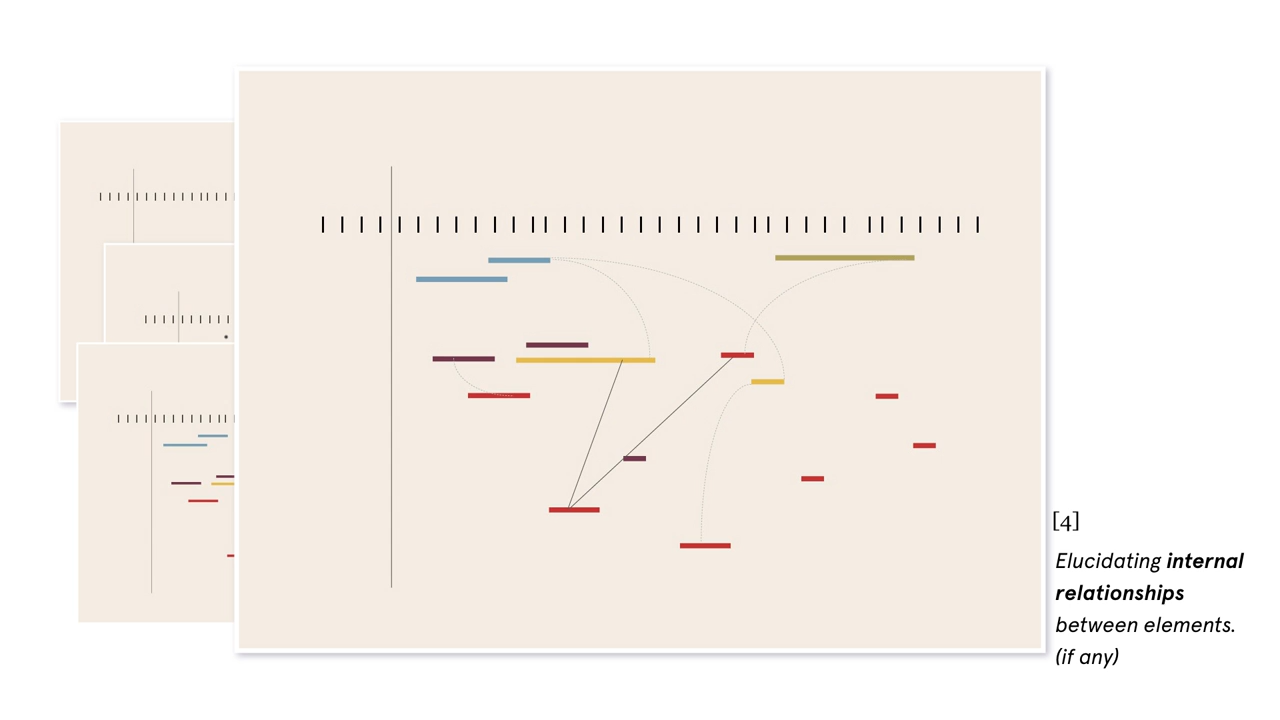 [4]
Elucidating internal
relationships
between elements.
(if any)